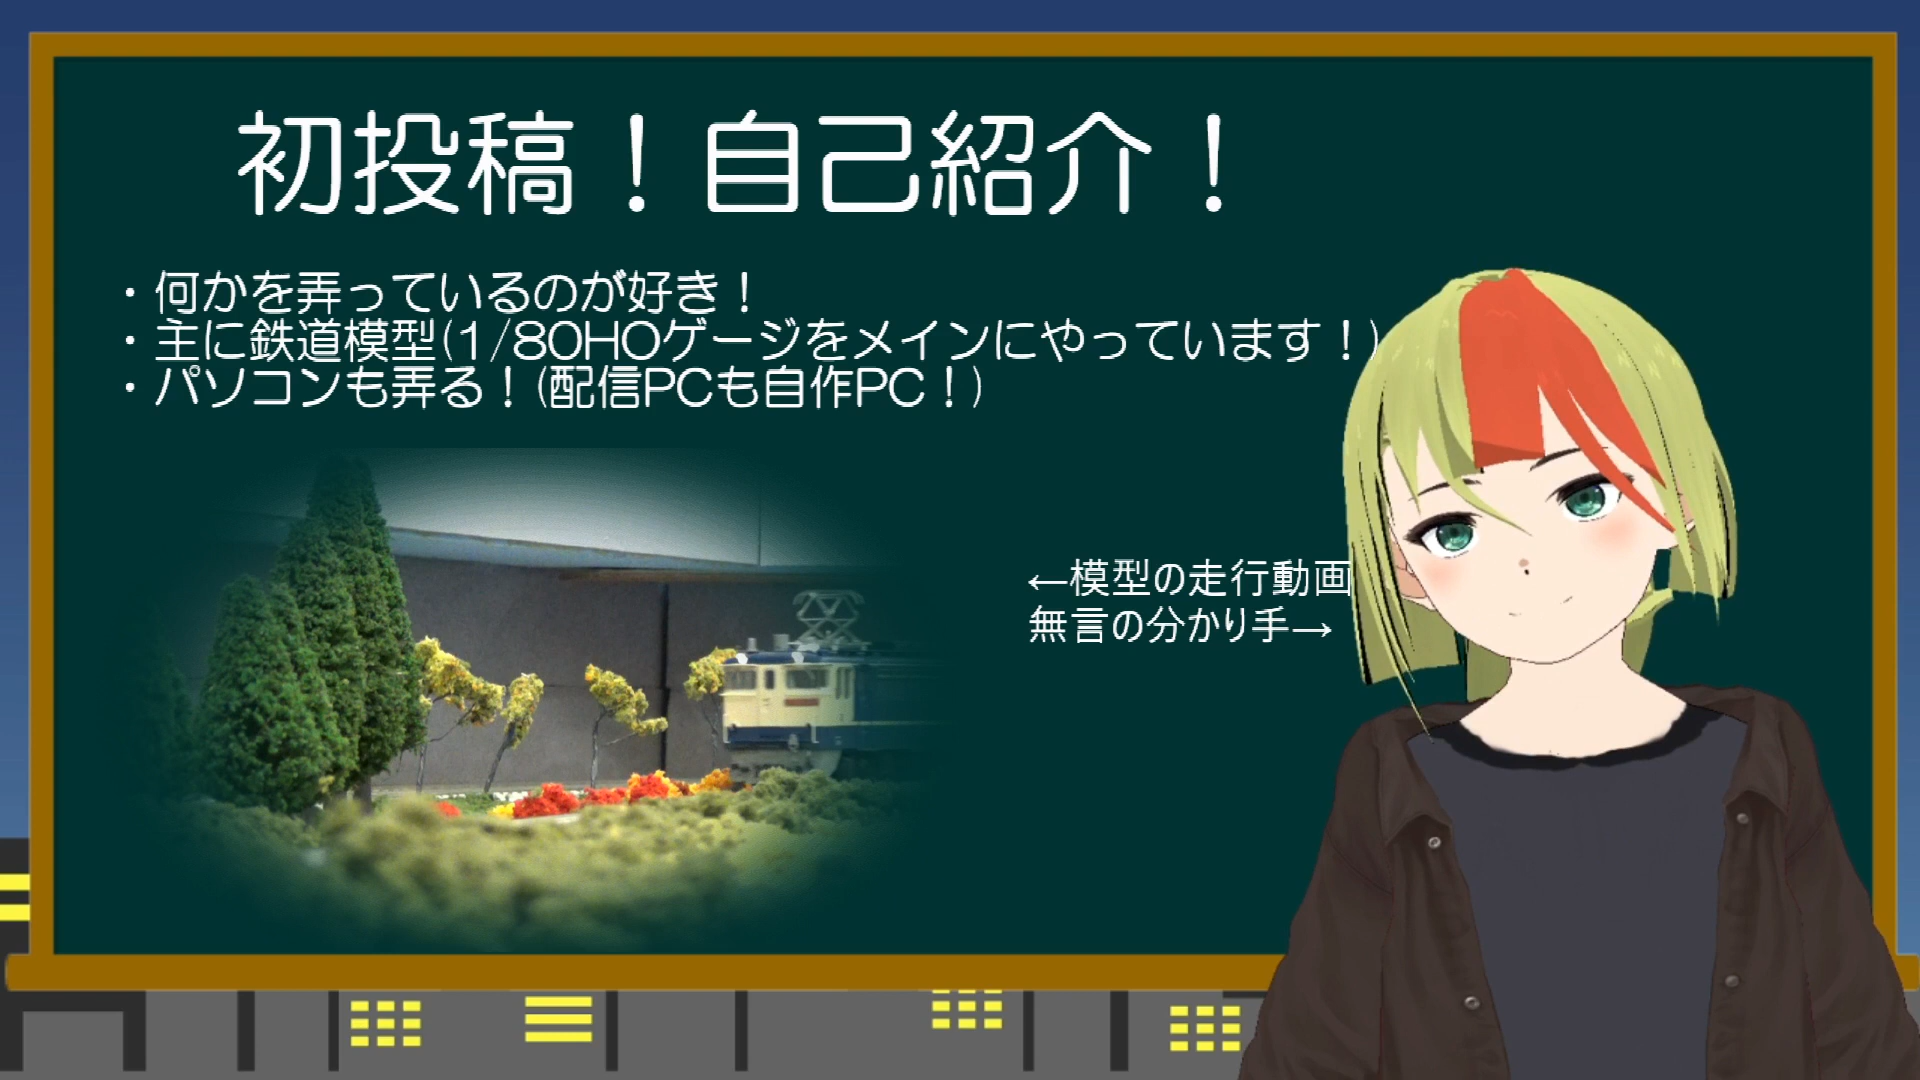 初投稿！自己紹介！
・何かを弄っているのが好き！
・主に鉄道模型(1/80HOゲージをメインにやっています！)
・パソコンも弄る！(配信PCも自作PC！)
←模型の走行動画
無言の分かり手→